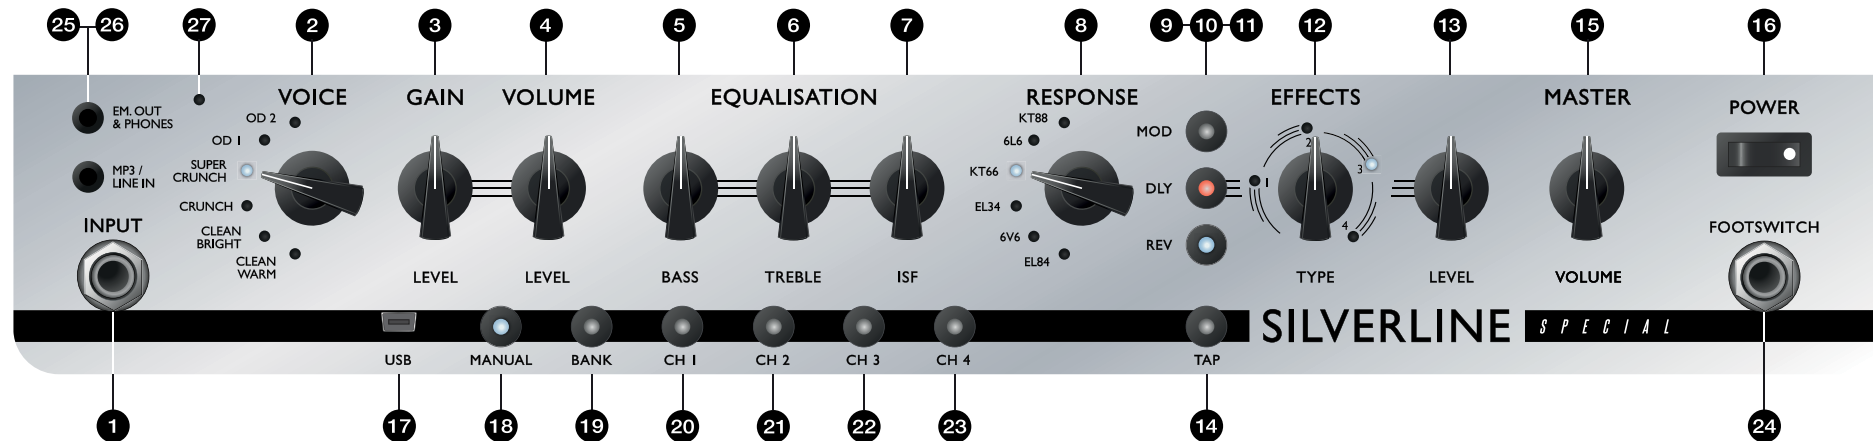 25 26 27 2 3 4 5 6 7 8 9 10 11 12 13 15 16
EM. OUT
& PHONES
MP3 /
LINE IN
INPUT
VOICE
OD 2
OD 1
SUPER
CRUNCH
CRUNCH
CLEAN
BRIGHT
CLEAN
WARM
GAIN
LEVEL
VOLUME
LEVEL
EQUALISATION
BASS
TREBLE
ISF
RESPONSE
KT88
6L6
KT66
EL34
6V6
EL84
MOD
DLY
REV
EFFECTS
1
2
3
4
TYPE
LEVEL
MASTER
VOLUME
POWER
FOOTSWITCH
USB
MANUAL
BANK
CH 1
CH 2
CH 3
CH 4
TAP
SILVERLINE
SPECIAL
1 17 18 19 20 21 22 23 14 24